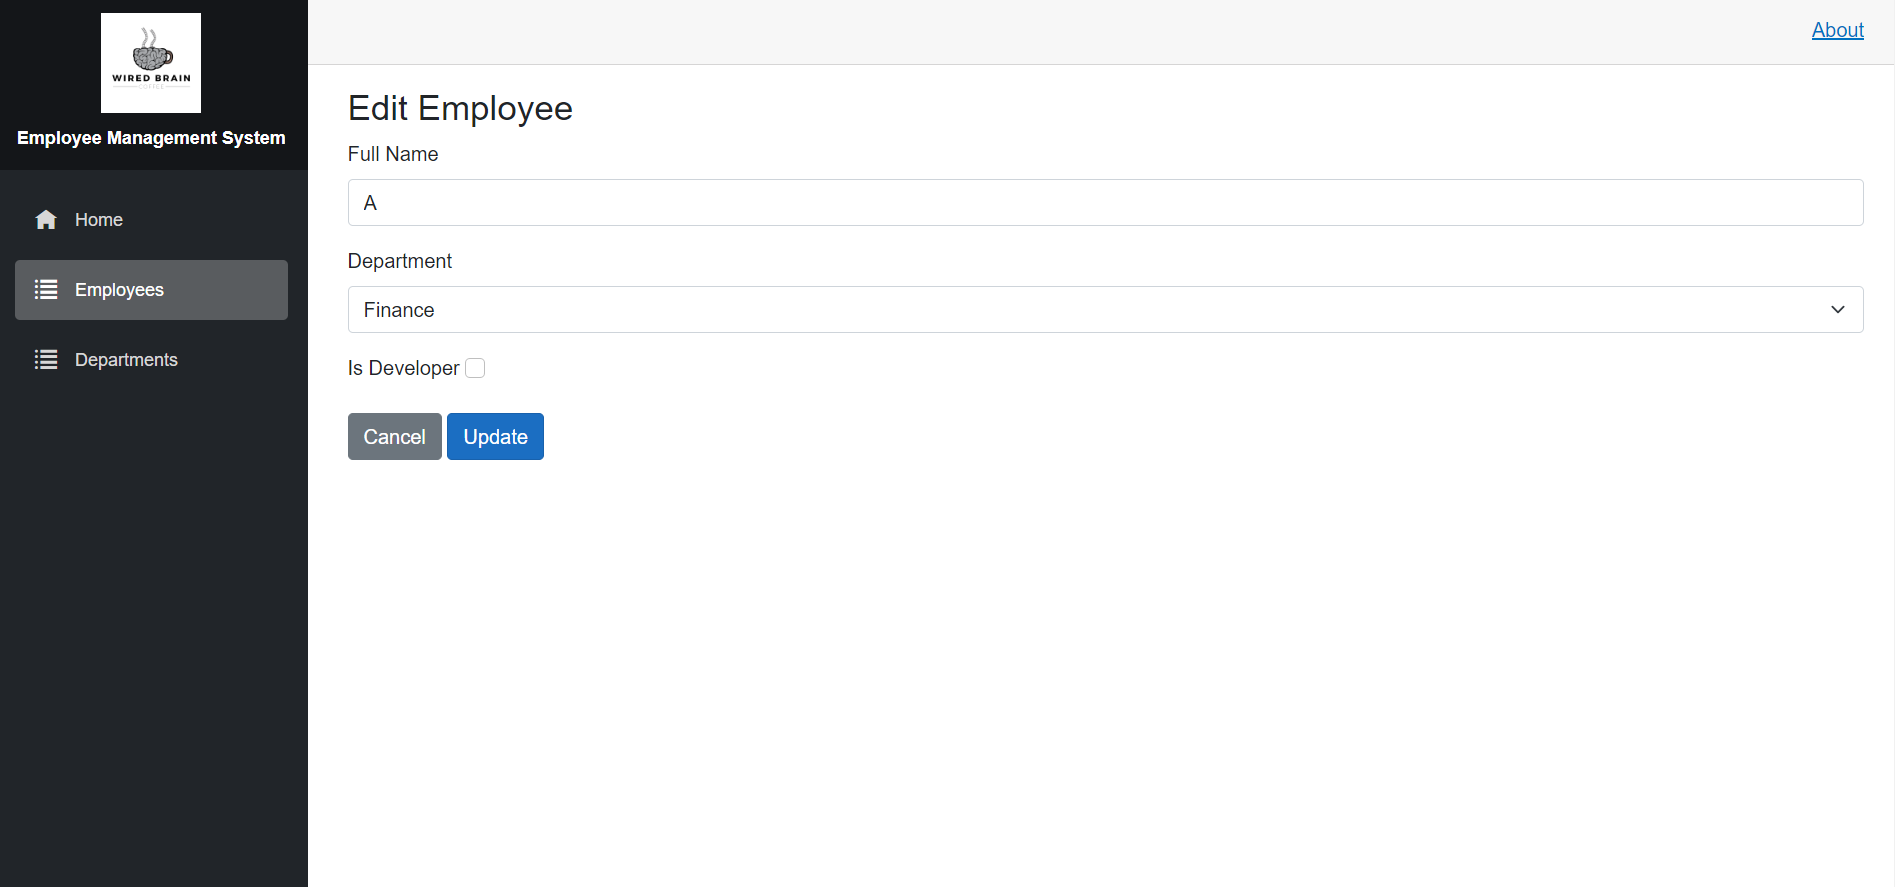 WIRED BRAIN
COFFEE
Employee Management System
Home
Employees
Departments
About
Edit Employee
Full Name
A
Department
Finance
Is Developer
Cancel Update